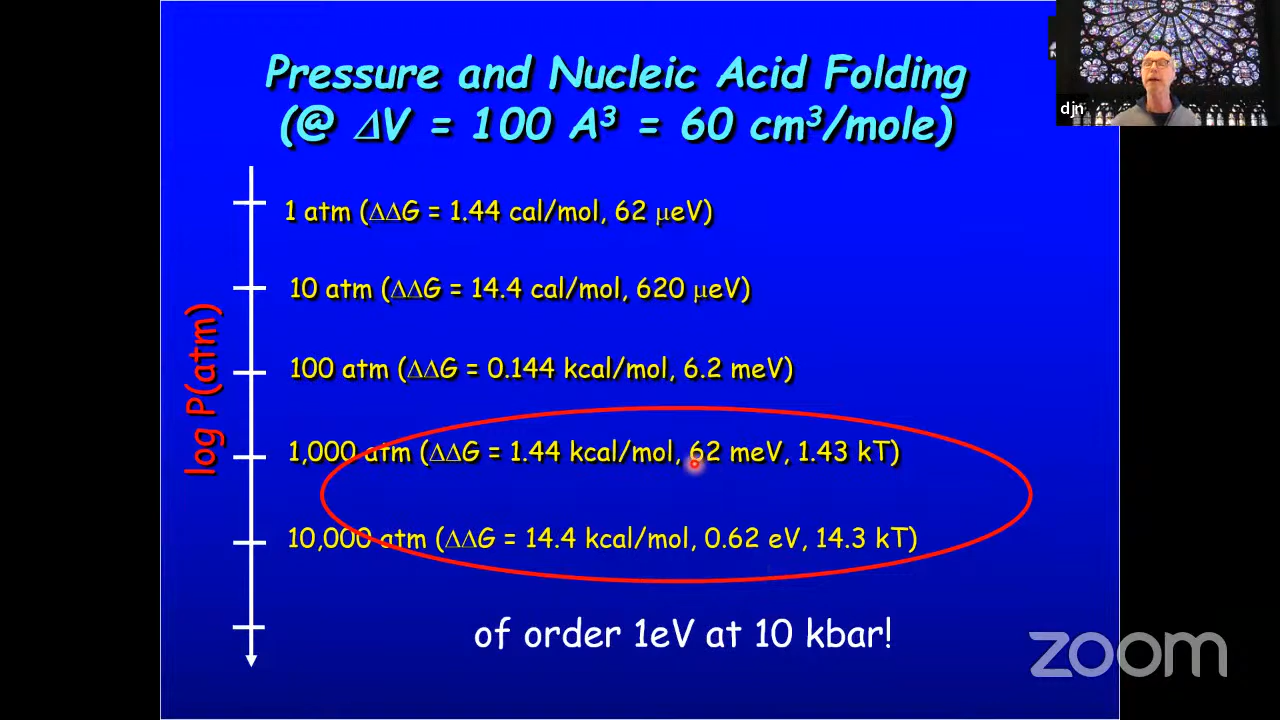 Pressure and Nucleic Acid Folding
(@ ΔV = 100 A³ = 60 cm³/mole)
djn
1 atm (ΔΔG = 1.44 cal/mol, 62 μeV)
10 atm (ΔΔG = 14.4 cal/mol, 620 μeV)
100 atm (ΔΔG = 0.144 kcal/mol, 6.2 meV)
log P(atm)
1,000 atm (ΔΔG = 1.44 kcal/mol, 62 meV, 1.43 kT)
10,000 atm (ΔΔG = 14.4 kcal/mol, 0.62 eV, 14.3 kT)
of order 1eV at 10 kbar!
zoom